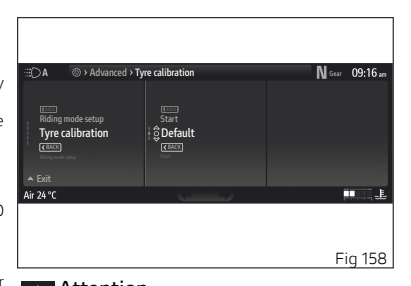 A
Advanced › Tyre calibration
N Gear 09:16 am
BACK
Riding mode setup
Tyre calibration
BACK
Riding mode setup
Exit
Start
Default
BACK
Start
Air 24 °C
Fig 158
Attention